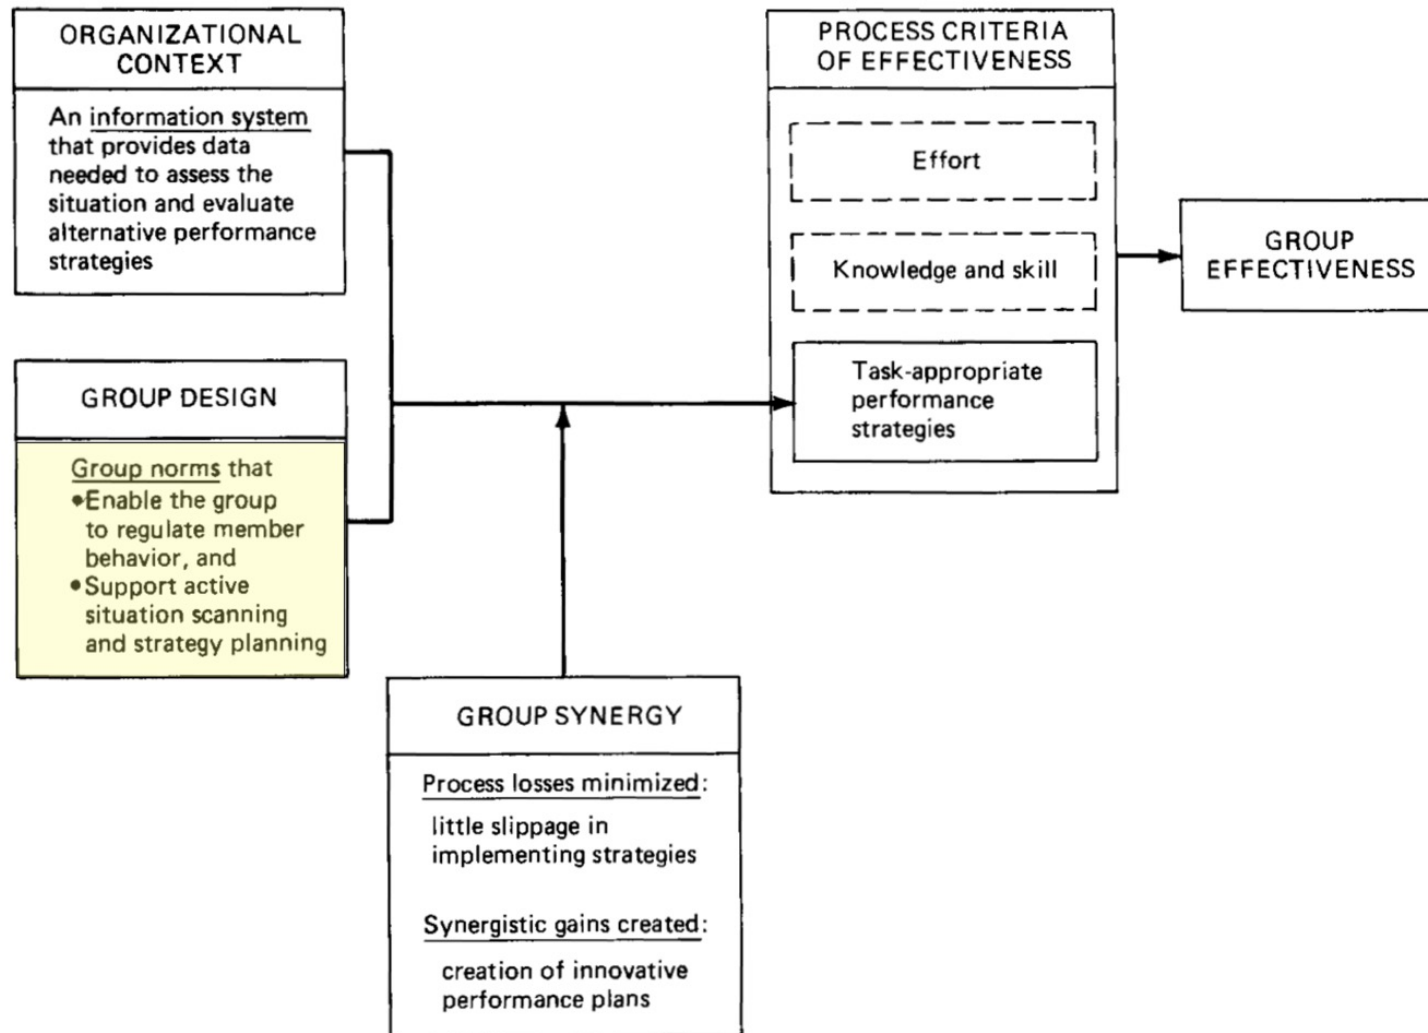 ORGANIZATIONAL
CONTEXT
An information system
that provides data
needed to assess the
situation and evaluate
alternative performance
strategies
GROUP DESIGN
Group norms that
•Enable the group
to regulate member
behavior, and
•Support active
situation scanning
and strategy planning
GROUP SYNERGY
Process losses minimized:
little slippage in
implementing strategies
Synergistic gains created:
creation of innovative
performance plans
PROCESS CRITERIA
OF EFFECTIVENESS
Effort
Knowledge and skill
Task-appropriate
performance
strategies
GROUP
EFFECTIVENESS